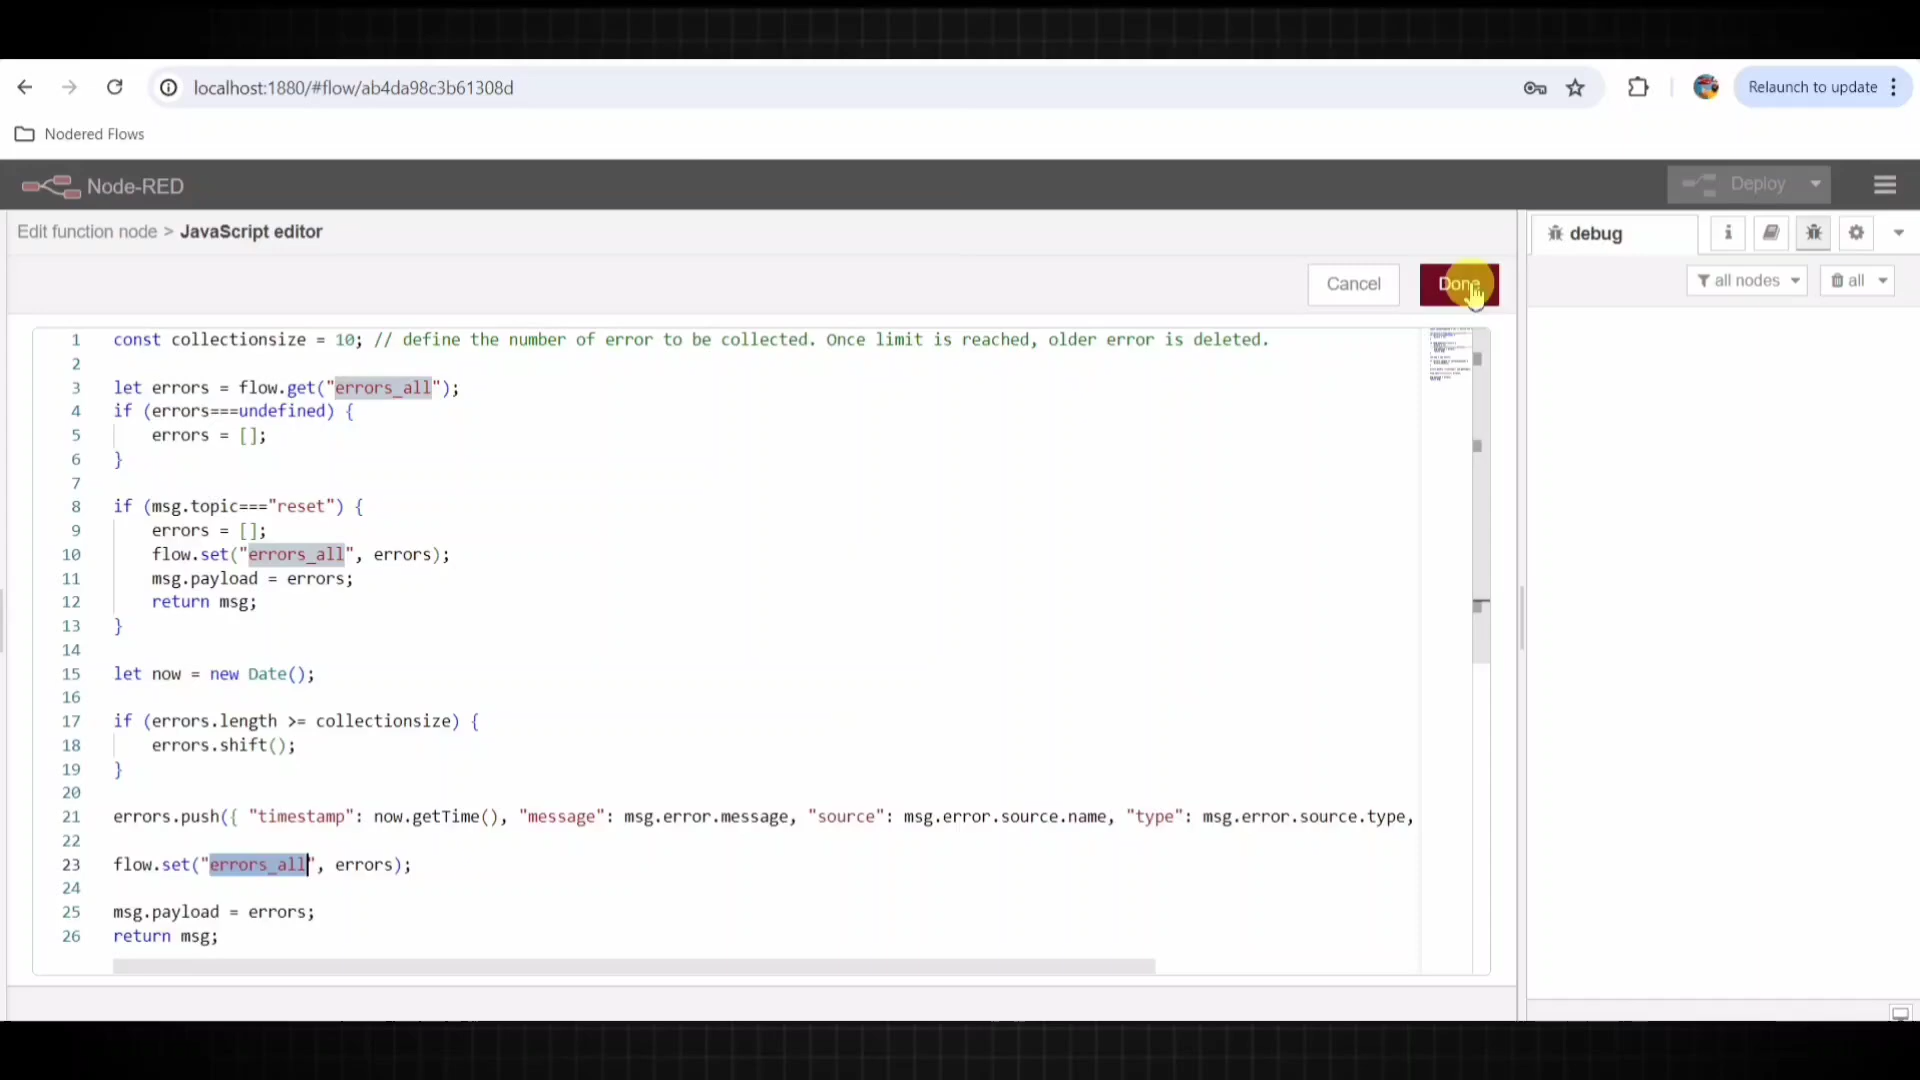 localhost:1880/#flow/ab4da98c3b61308d
Relaunch to update
Nodered Flows
Node-RED
Deploy
Edit function node > JavaScript editor
debug
Cancel
Done
all nodes
all
1 const collectionsize = 10; // define the number of error to be collected. Once limit is reached, older error is deleted.
2
3 let errors = flow.get("errors_all");
4 if (errors===undefined) {
5 errors = [];
6 }
7
8 if (msg.topic==="reset") {
9 errors = [];
10 flow.set("errors_all", errors);
11 msg.payload = errors;
12 return msg;
13 }
14
15 let now = new Date();
16
17 if (errors.length >= collectionsize) {
18 errors.shift();
19 }
20
21 errors.push({ "timestamp": now.getTime(), "message": msg.error.message, "source": msg.error.source.name, "type": msg.error.source.type,
22
23 flow.set("errors_all", errors);
24
25 msg.payload = errors;
26 return msg;